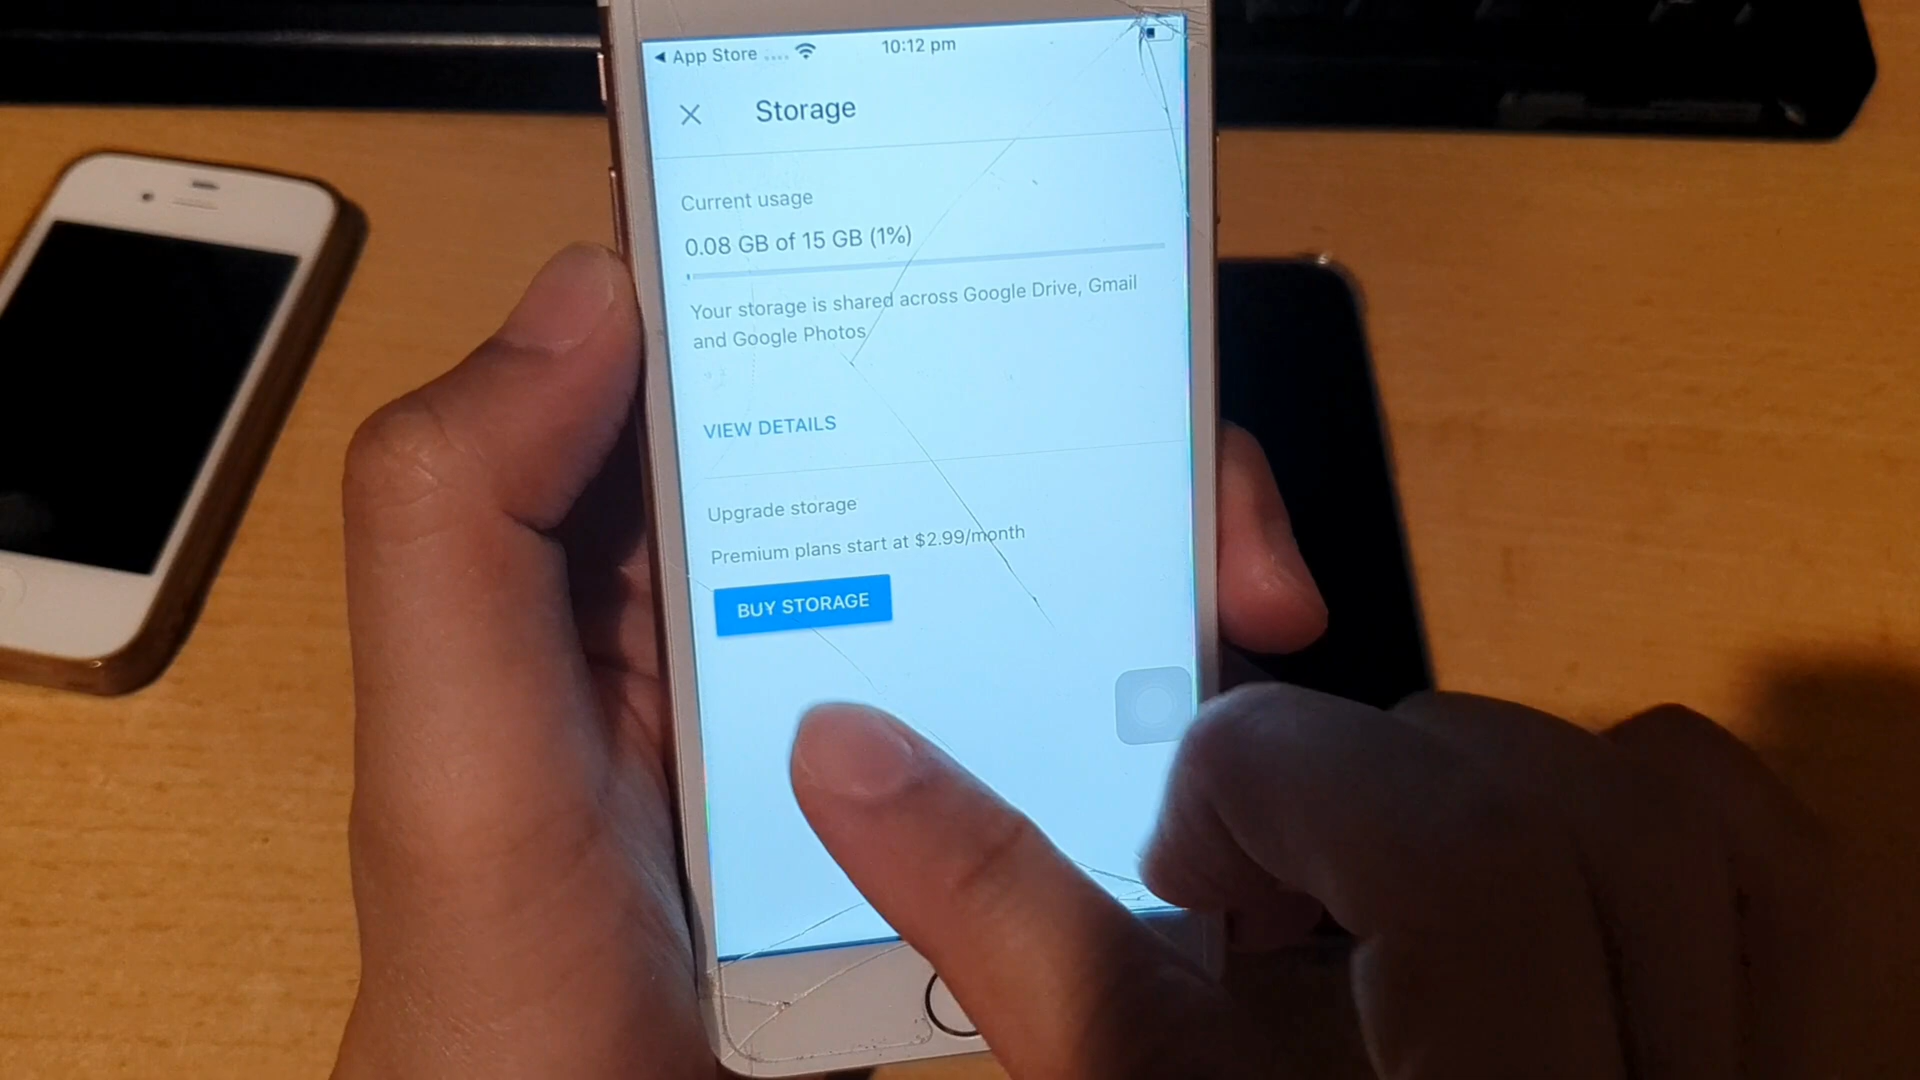 App Store
10:12 pm
Storage
Current usage
0.08 GB of 15 GB (1%)
Your storage is shared across Google Drive, Gmail
and Google Photos
VIEW DETAILS
Upgrade storage
Premium plans start at $2.99/month
BUY STORAGE